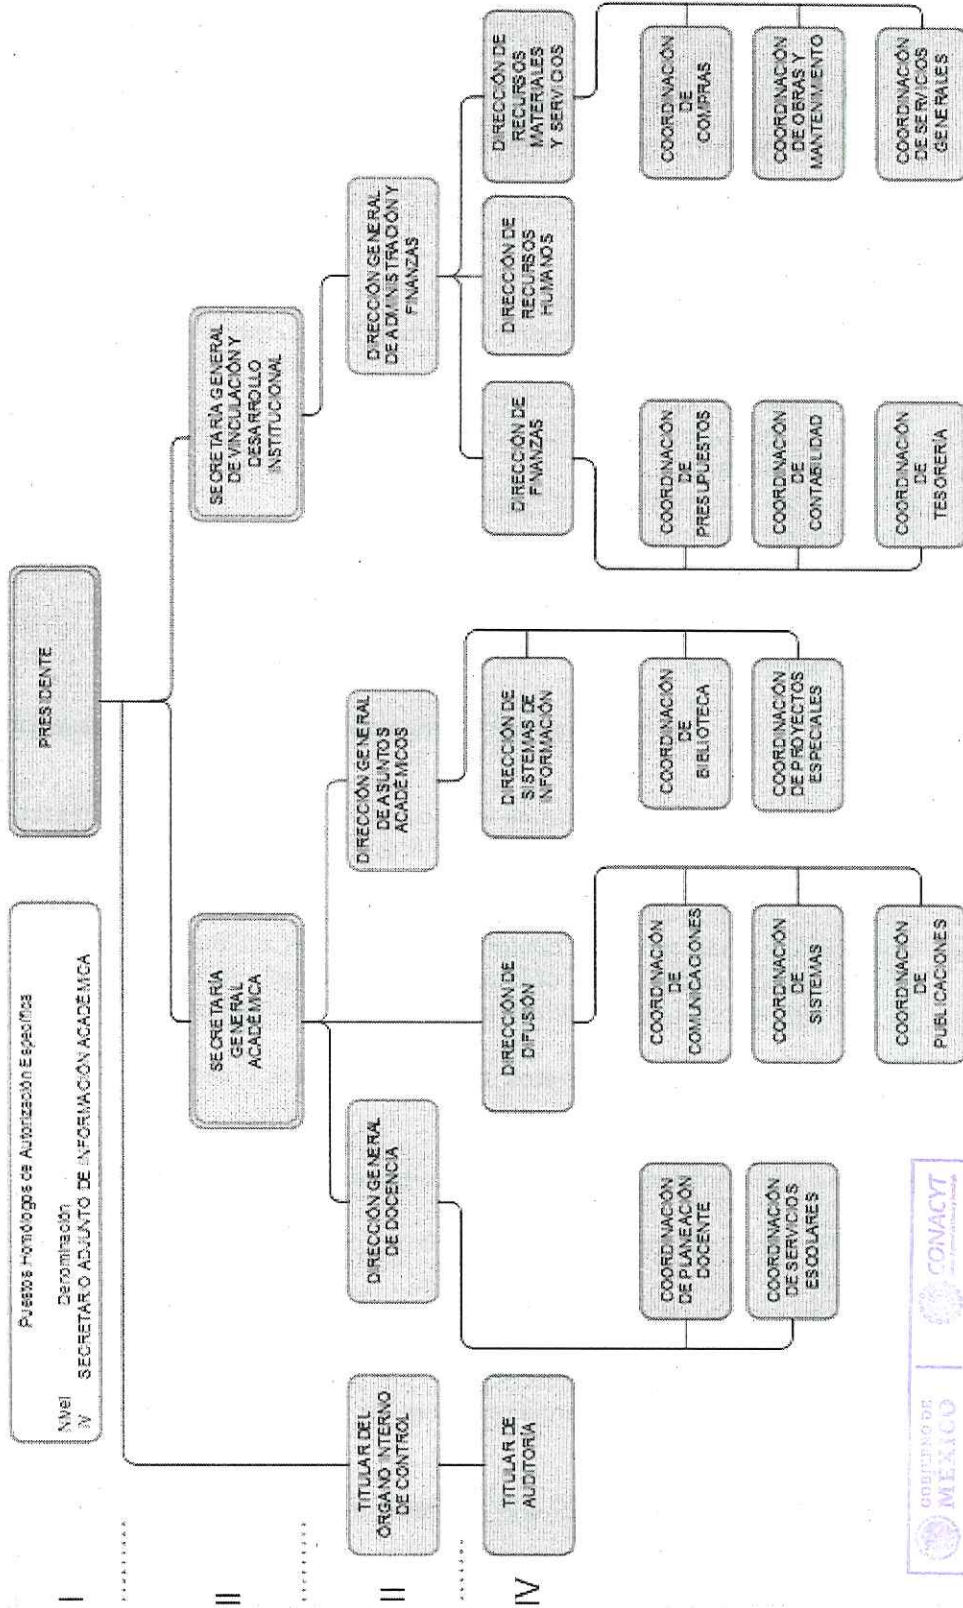 Puestos Homólogos de Autorización Específica
Nivel Denominación
IV SECRETARIO ADJUNTO DE INFORMACIÓN ACADÉMICA
PRESIDENTE
I
II
SECRETARÍA
GENERAL
ACADÉMICA
SECRETARÍA GENERAL
DE VINCULACIÓN Y
DESARROLLO
INSTITUCIONAL
II
TITULAR DEL
ÓRGANO INTERNO
DE CONTROL
DIRECCIÓN GENERAL
DE DOCENCIA
DIRECCIÓN GENERAL
DE ASUNTOS
ACADÉMICOS
DIRECCIÓN GENERAL
DE ADMINISTRACIÓN Y
FINANZAS
IV
TITULAR DE
AUDITORÍA
DIRECCIÓN DE
DIFUSIÓN
DIRECCIÓN DE
SISTEMAS DE
INFORMACIÓN
DIRECCIÓN DE
FINANZAS
DIRECCIÓN DE
RECURSOS
HUMANOS
DIRECCIÓN DE
RECURSOS
MATERIALES
Y SERVICIOS
COORDINACIÓN
DE PLANEACIÓN
DOCENTE
COORDINACIÓN
DE
COMUNICACIONES
COORDINACIÓN
DE
BIBLIOTECA
COORDINACIÓN
DE
PRESUPUESTOS
COORDINACIÓN
DE
COMPRAS
COORDINACIÓN
DE SERVICIOS
ESCOLARES
COORDINACIÓN
DE
SISTEMAS
COORDINACIÓN
DE PROYECTOS
ESPECIALES
COORDINACIÓN
DE
CONTABILIDAD
COORDINACIÓN
DE OBRAS Y
MANTENIMIENTO
COORDINACIÓN
DE
PUBLICACIONES
COORDINACIÓN
DE
TESORERÍA
COORDINACIÓN
DE SERVICIOS
GENERALES
GOBIERNO DE
MÉXICO
CONACYT